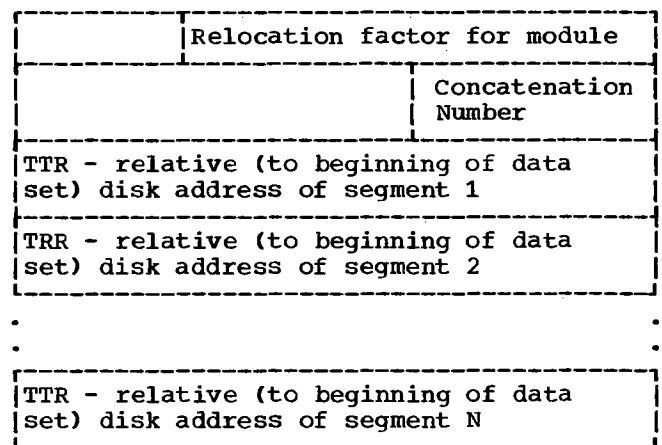 Relocation factor for module
Concatenation
Number
TTR - relative (to beginning of data
set) disk address of segment 1
TRR - relative (to beginning of data
set) disk address of segment 2
TTR - relative (to beginning of data
set) disk address of segment N